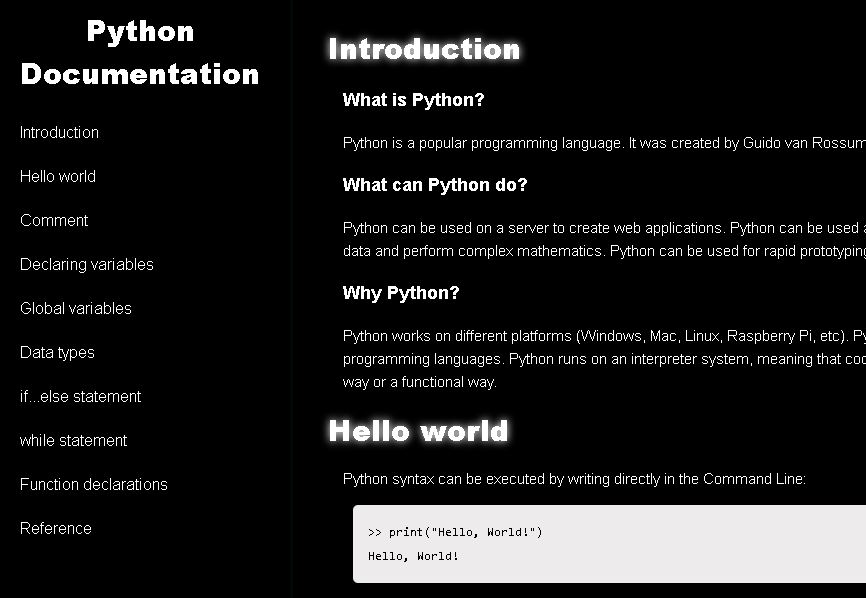 Python
Documentation
Introduction
Hello world
Comment
Declaring variables
Global variables
Data types
if...else statement
while statement
Function declarations
Reference
Introduction
What is Python?
Python is a popular programming language. It was created by Guido van Rossum
What can Python do?
Python can be used on a server to create web applications. Python can be used
data and perform complex mathematics. Python can be used for rapid prototyping
Why Python?
Python works on different platforms (Windows, Mac, Linux, Raspberry Pi, etc).
programming languages. Python runs on an interpreter system, meaning that
way or a functional way.
Hello world
Python syntax can be executed by writing directly in the Command Line:
>> print("Hello, World!")
Hello, World!